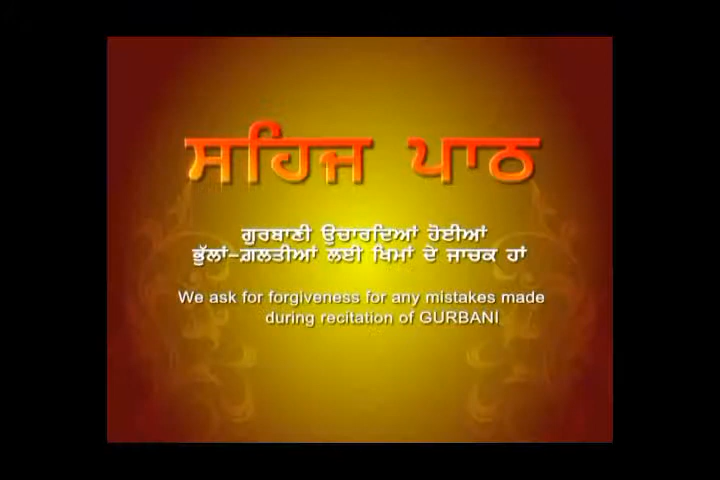 ਸਹਿਜ ਪਾਠ
ਗੁਰਬਾਣੀ ਉਚਾਰਦਿਆਂ ਹੋਈਆਂ
ਭੁੱਲਾਂ-ਗ਼ਲਤੀਆਂ ਲਈ ਖਿਮਾਂ ਦੇ ਜਾਚਕ ਹਾਂ
We ask for forgiveness for any mistakes made
during recitation of GURBANI